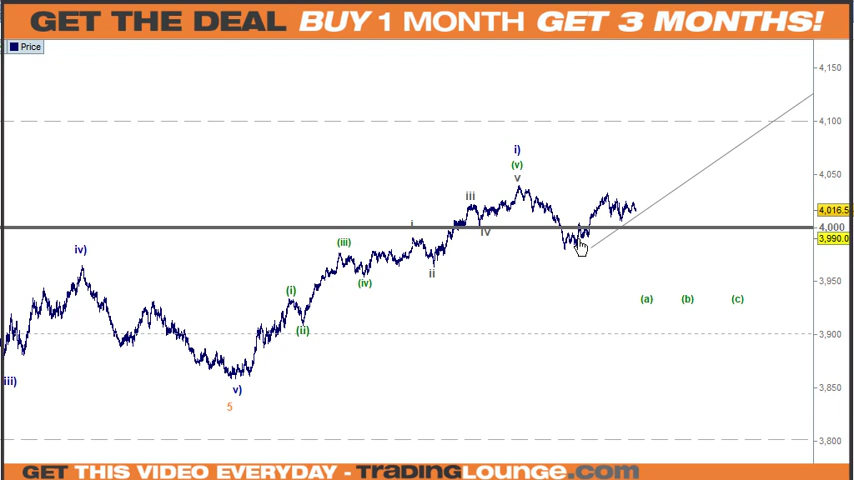 GET THE DEAL BUY 1 MONTH GET 3 MONTHS!
Price
4,150
4,100
i)
(v)
v
4,050
iii
4,016.5
i
iv
4,000
3,990.0
iv)
(iii)
ii
(iv)
3,950
(i)
(a) (b) (c)
(ii)
3,900
iii)
v)
3,850
5
3,800
GET THIS VIDEO EVERYDAY - TRADINGLOUNGE.COM